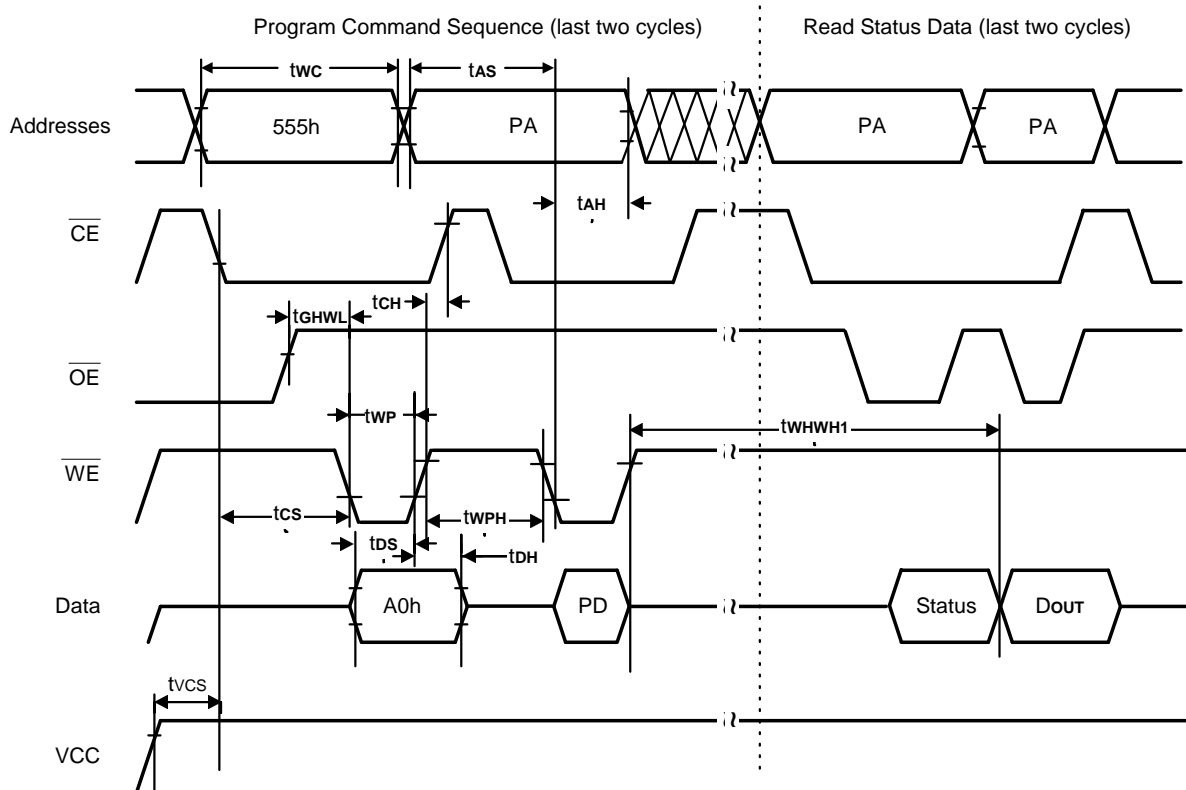 Program Command Sequence (last two cycles)
Read Status Data (last two cycles)
tWC
tAS
Addresses
555h
PA
PA
PA
tAH
CE
tCH
tGHWL
OE
tWP
tWHWH1
WE
tCS
tWPH
tDS
tDH
Data
A0h
PD
Status
DOUT
tVCS
VCC